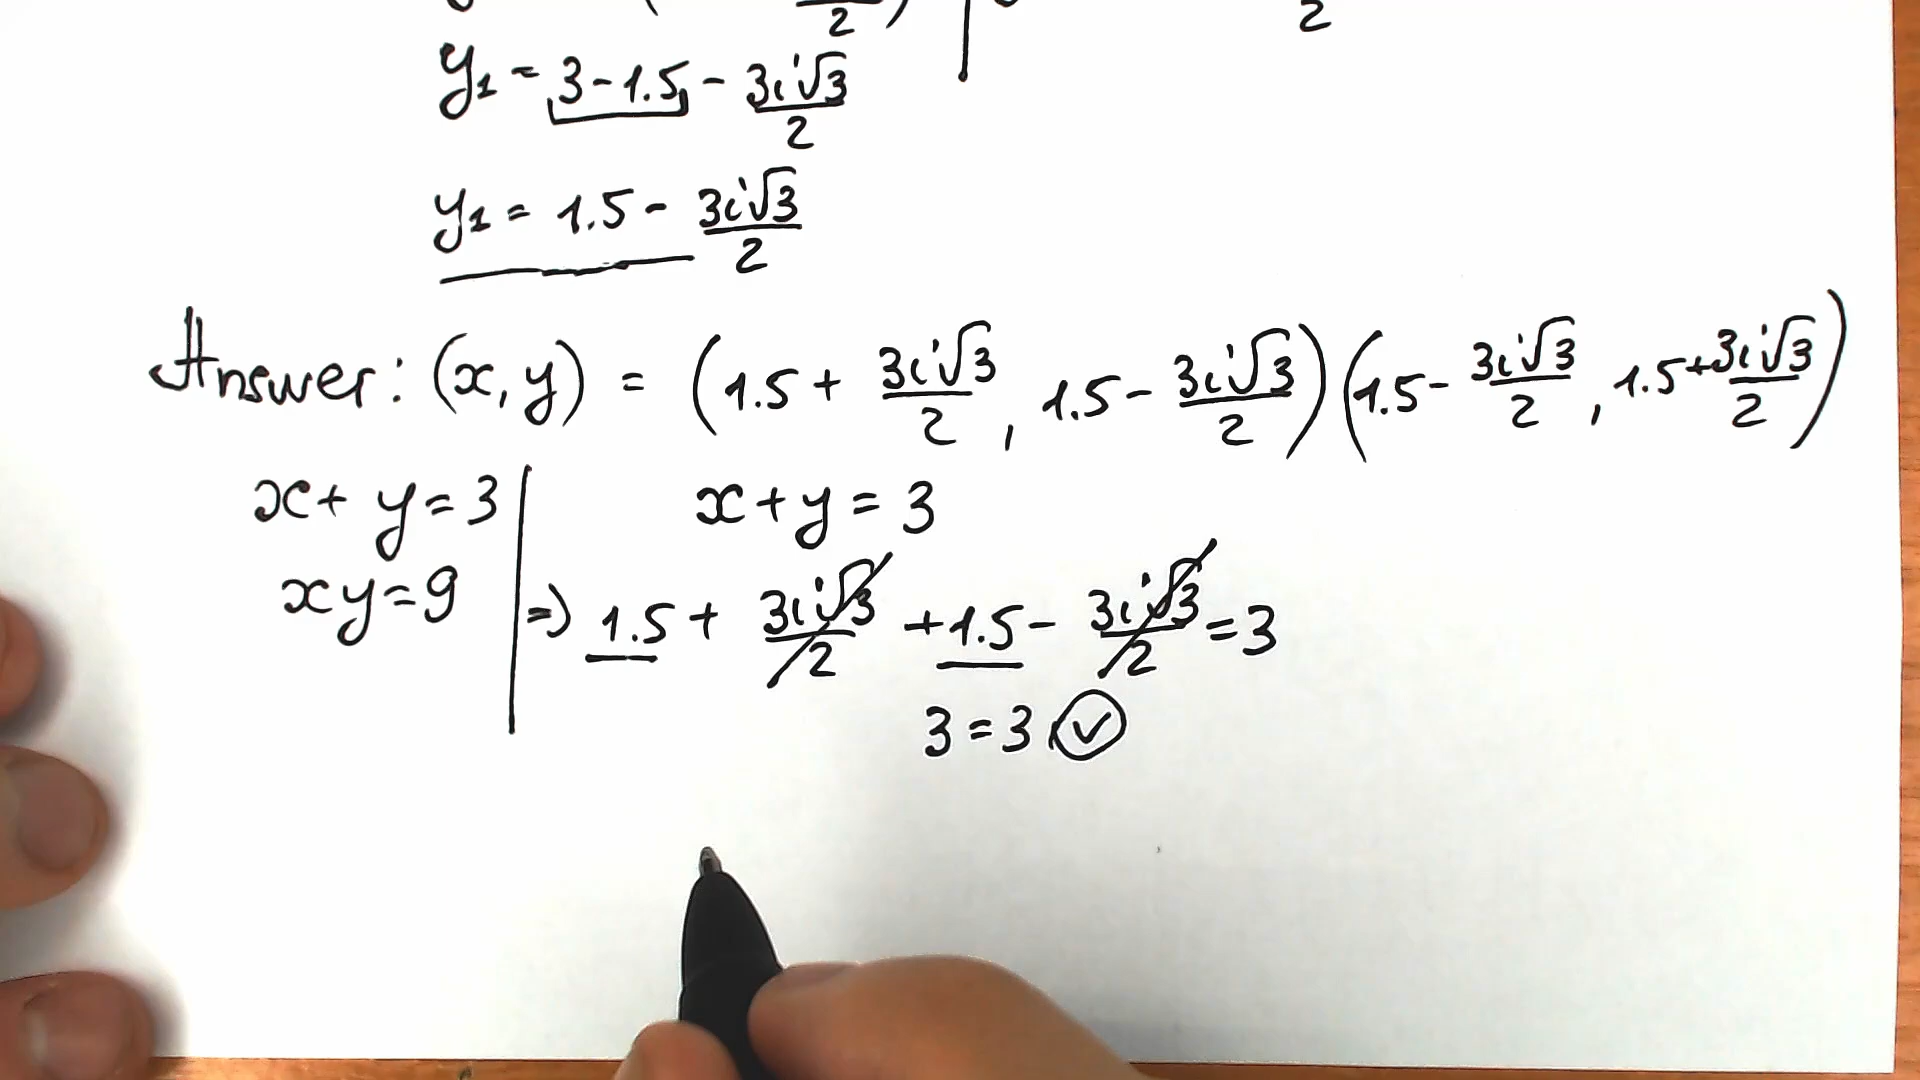 2 2
y₁ = 3 - 1.5 - 3i√3/2
y₁ = 1.5 - 3i√3/2
Answer: (x, y) = (1.5 + 3i√3/2, 1.5 - 3i√3/2) (1.5 - 3i√3/2, 1.5 + 3i√3/2)
x + y = 3 x + y = 3
xy = 9 => 1.5 + 3i√3/2 + 1.5 - 3i√3/2 = 3
3 = 3 ✓